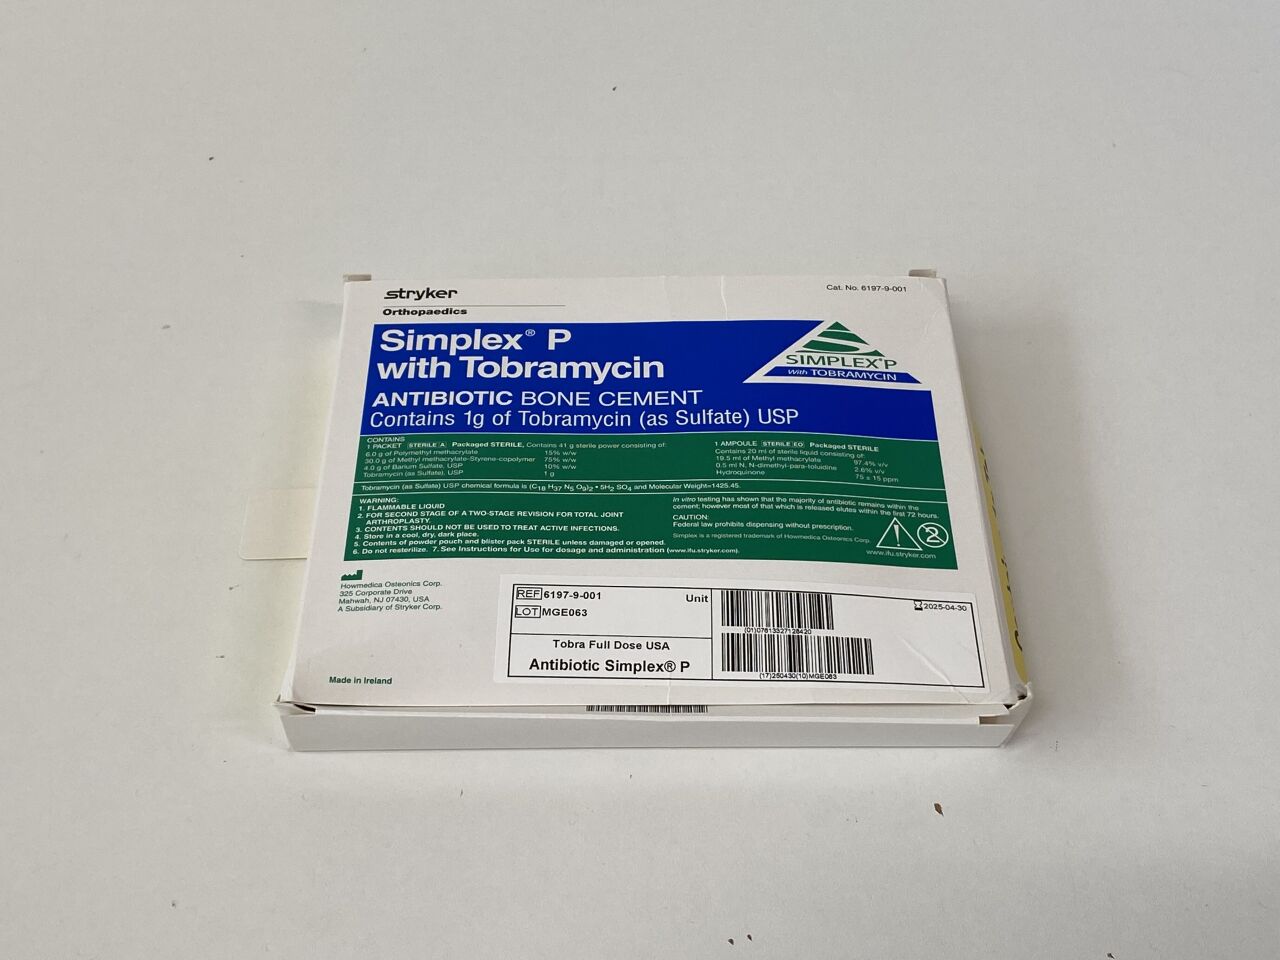 stryker
Orthopaedics
Cat. No. 6197-9-001
Simplex® P
with Tobramycin
SIMPLEX®P
with TOBRAMYCIN
ANTIBIOTIC BONE CEMENT
Contains 1g of Tobramycin (as Sulfate) USP
CONTAINS
1 PACKET STERILE A Packaged STERILE, Contains 41 g sterile power consisting of:
6.0 g of Polymethyl methacrylate 15% w/w
30.0 g of Methyl methacrylate-Styrene-copolymer 75% w/w
4.0 g of Barium Sulfate, USP 10% w/w
Tobramycin (as Sulfate), USP 1 g
1 AMPOULE STERILE EO Packaged STERILE
Contains 20 ml of sterile liquid consisting of:
19.5 ml of Methyl methacrylate 97.4% v/v
0.5 ml N, N-dimethyl-para-toluidine 2.6% v/v
Hydroquinone 75 ± 15 ppm
Tobramycin (as Sulfate) USP chemical formula is (C18 H37 N5 O9)2 • 5H2 SO4 and Molecular Weight=1425.45.
WARNING:
1. FLAMMABLE LIQUID
2. FOR SECOND STAGE OF A TWO-STAGE REVISION FOR TOTAL JOINT
ARTHROPLASTY.
3. CONTENTS SHOULD NOT BE USED TO TREAT ACTIVE INFECTIONS.
4. Store in a cool, dry, dark place.
5. Contents of powder pouch and blister pack STERILE unless damaged or opened.
6. Do not resterilize. 7. See Instructions for Use for dosage and administration (www.ifu.stryker.com).
In vitro testing has shown that the majority of antibiotic remains within the
cement; however most of that which is released elutes within the first 72 hours.
CAUTION:
Federal law prohibits dispensing without prescription.
Simplex is a registered trademark of Howmedica Osteonics Corp.
2
www.ifu.stryker.com
Howmedica Osteonics Corp.
325 Corporate Drive
Mahwah, NJ 07430, USA
A Subsidiary of Stryker Corp.
Made in Ireland
REF 6197-9-001 Unit
LOT MGE063
Tobra Full Dose USA
Antibiotic Simplex® P
2025-04-30
(01)07613327128420
(17)250430(10)MGE063